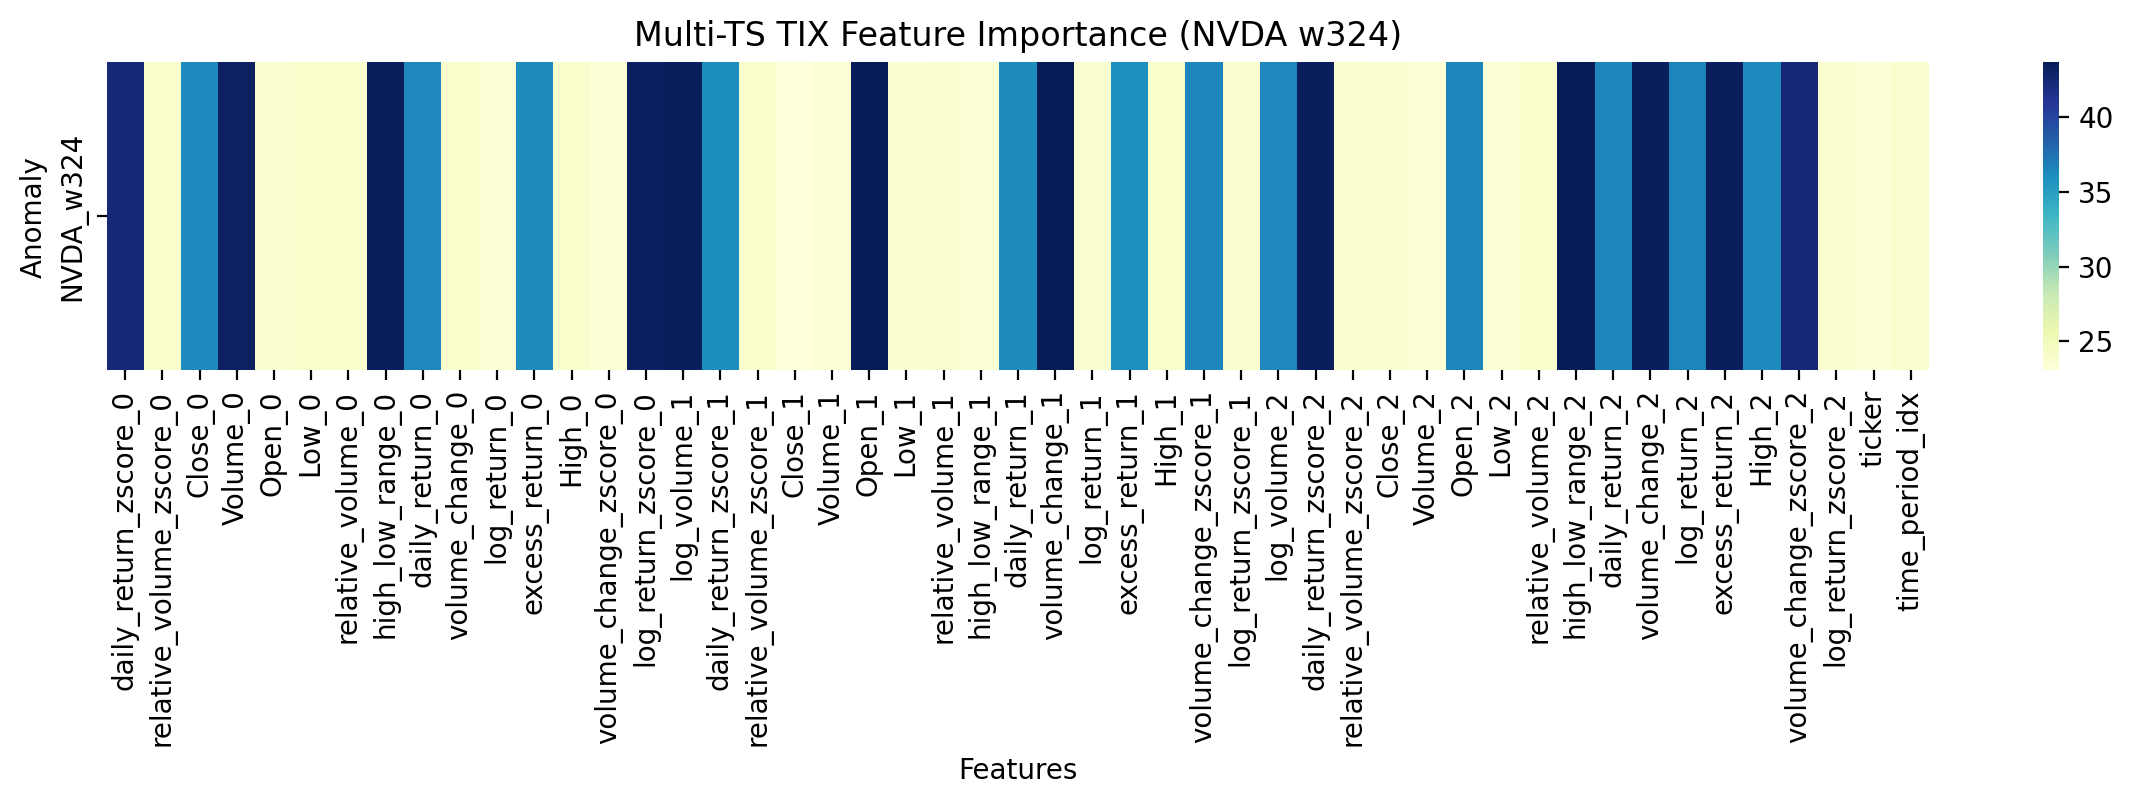 Multi-TS TIX Feature Importance (NVDA w324)
Anomaly
NVDA_w324
40
35
30
25
daily_return_zscore_0
relative_volume_zscore_0
Close_0
Volume_0
Open_0
Low_0
relative_volume_0
high_low_range_0
daily_return_0
volume_change_0
log_return_0
excess_return_0
High_0
volume_change_zscore_0
log_return_zscore_0
log_volume_1
daily_return_zscore_1
relative_volume_zscore_1
Close_1
Volume_1
Open_1
Low_1
relative_volume_1
high_low_range_1
daily_return_1
volume_change_1
log_return_1
excess_return_1
High_1
volume_change_zscore_1
log_return_zscore_1
log_volume_2
daily_return_zscore_2
relative_volume_zscore_2
Close_2
Volume_2
Open_2
Low_2
relative_volume_2
high_low_range_2
daily_return_2
volume_change_2
log_return_2
excess_return_2
High_2
volume_change_zscore_2
log_return_zscore_2
ticker
time_period_idx
Features